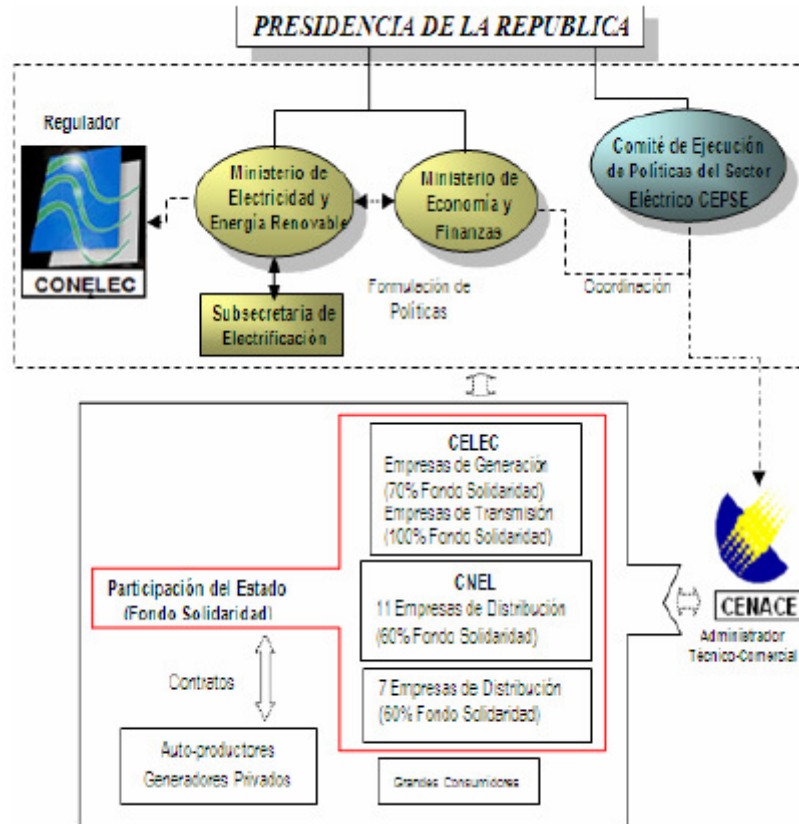 PRESIDENCIA DE LA REPUBLICA
Regulador
CONELEC
Ministerio de
Electricidad y
Energía Renovable
Ministerio de
Economía y
Finanzas
Comité de Ejecución
de Políticas del Sector
Eléctrico CEPSE
Subsecretaria de
Electrificación
Formulación de
Políticas
Coordinación
CELEC
Empresas de Generación
(70% Fondo Solidaridad)
Empresas de Transmisión
(100% Fondo Solidaridad)
Participación del Estado
(Fondo Solidaridad)
CNEL
11 Empresas de Distribución
(60% Fondo Solidaridad)
7 Empresas de Distribución
(60% Fondo Solidaridad)
Contratos
Auto-productores
Generadores Privados
Grandes Consumidores
CENACE
Administrador
Técnico-Comercial